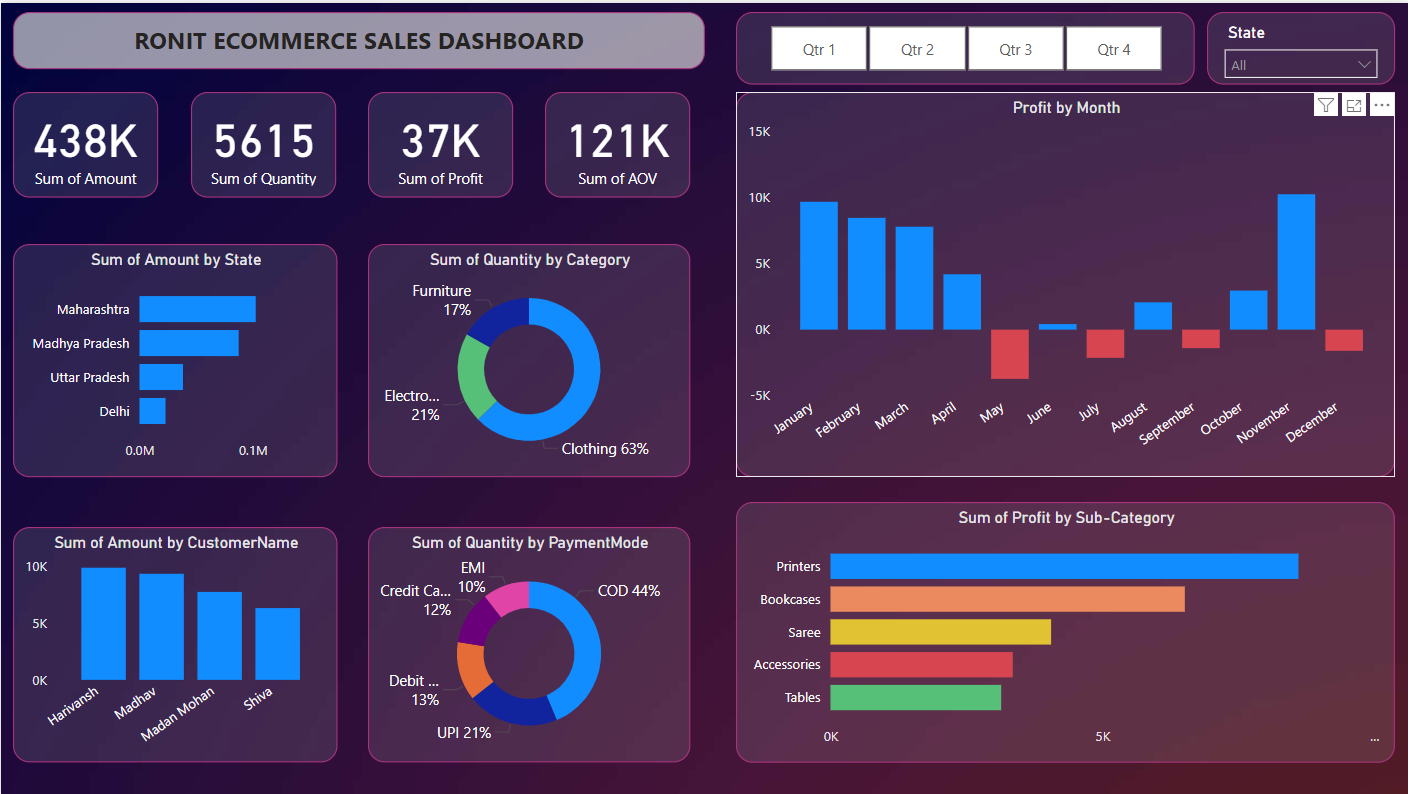 RONIT ECOMMERCE SALES DASHBOARD
Qtr 1
Qtr 2
Qtr 3
Qtr 4
State
All
438K
Sum of Amount
5615
Sum of Quantity
37K
Sum of Profit
121K
Sum of AOV
Profit by Month
15K
10K
5K
0K
-5K
January
February
March
April
May
June
July
August
September
October
November
December
Sum of Amount by State
Maharashtra
Madhya Pradesh
Uttar Pradesh
Delhi
0.0M
0.1M
Sum of Quantity by Category
Furniture
17%
Electro...
21%
Clothing 63%
Sum of Amount by CustomerName
10K
5K
0K
Harivansh
Madhav
Madan Mohan
Shiva
Sum of Quantity by PaymentMode
EMI
10%
Credit Ca...
12%
Debit ...
13%
UPI 21%
COD 44%
Sum of Profit by Sub-Category
Printers
Bookcases
Saree
Accessories
Tables
0K
5K
...